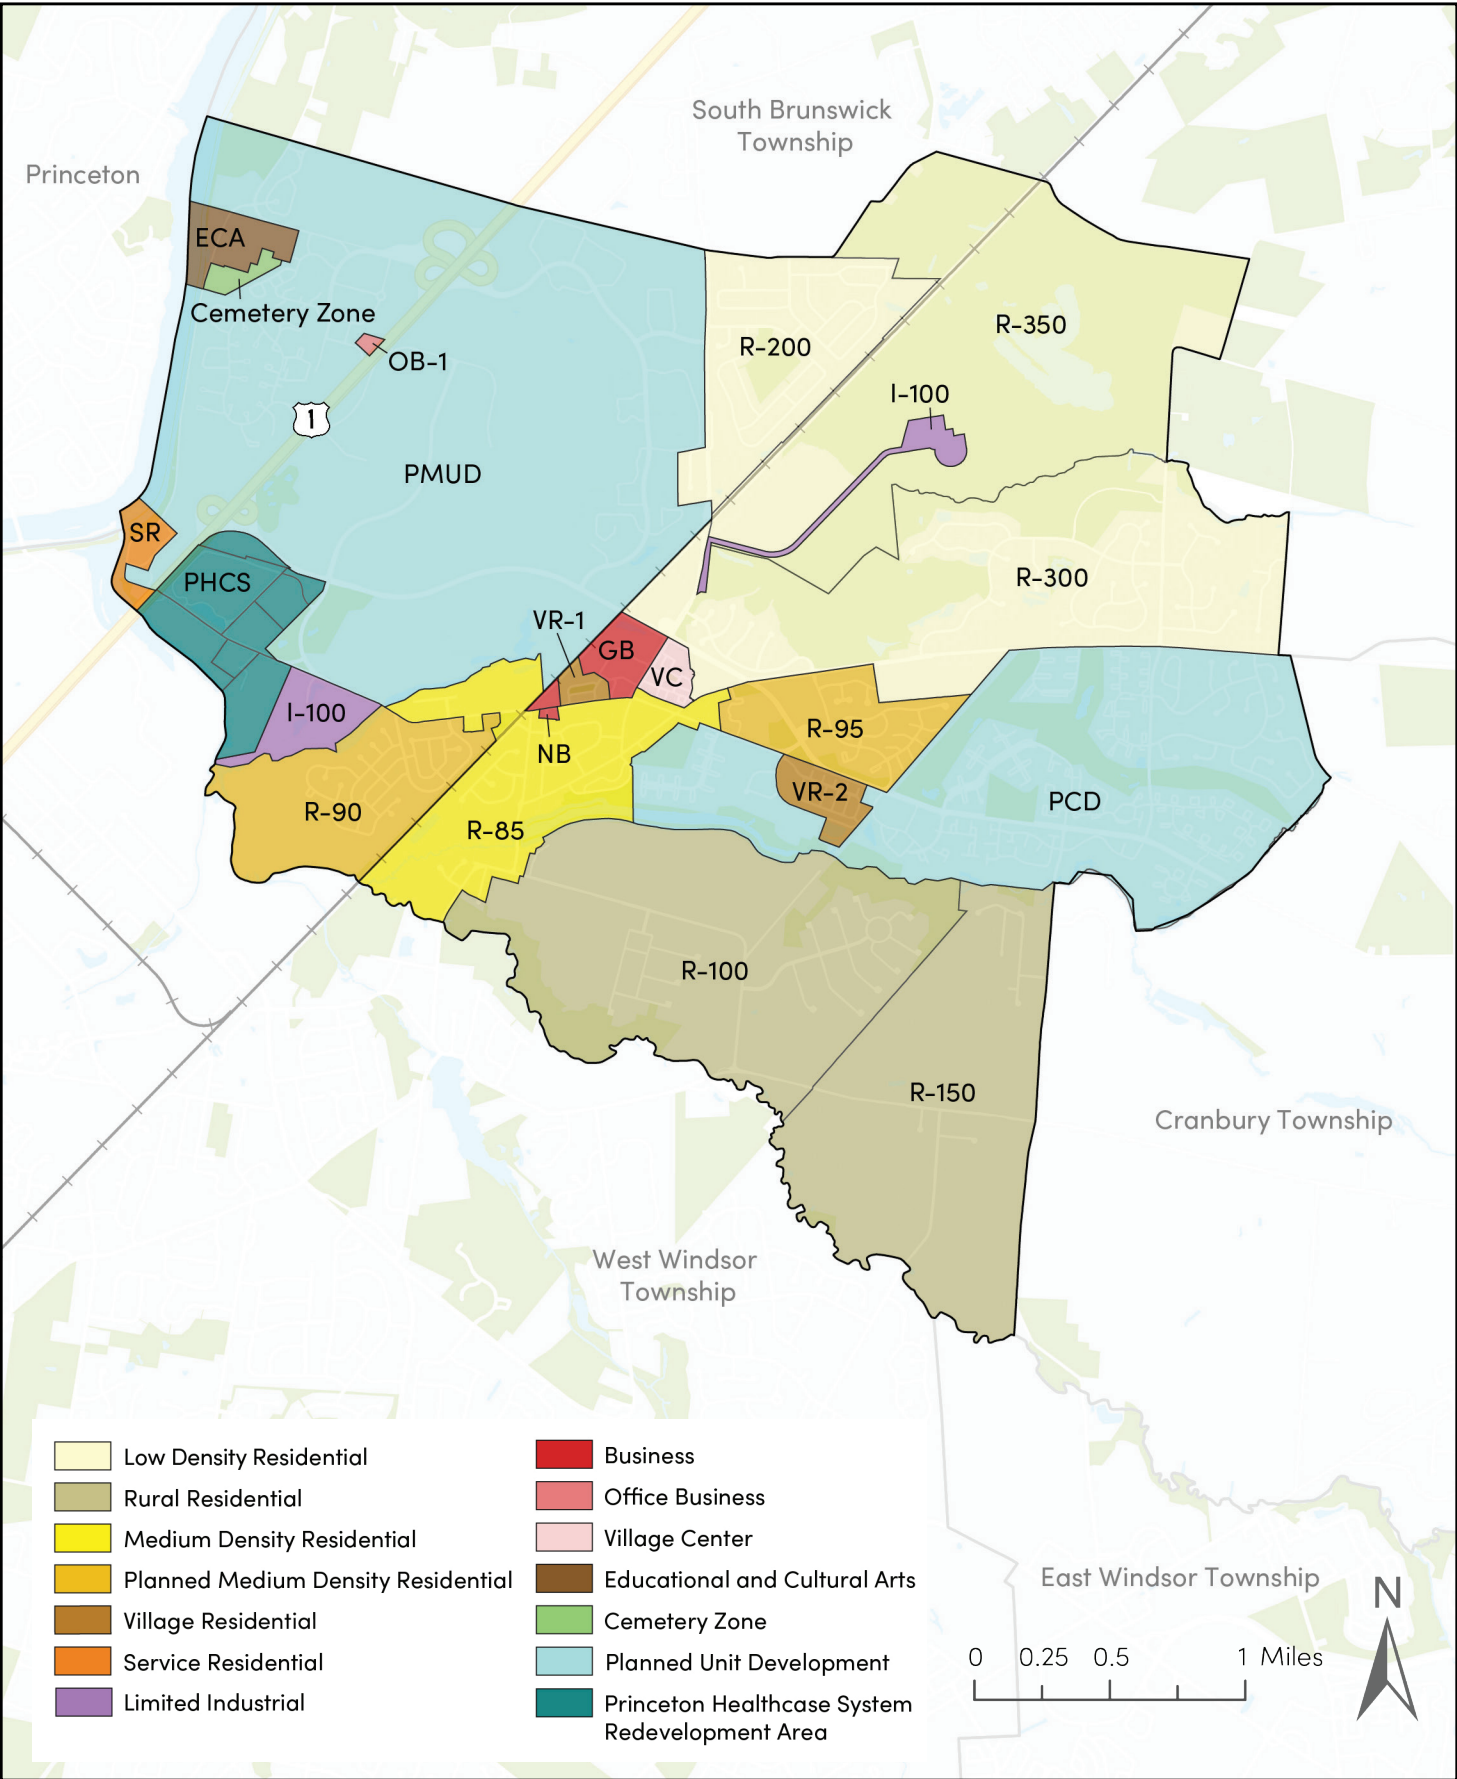 South Brunswick
Township
Princeton
ECA
Cemetery Zone
OB-1
1
PMUD
R-200
R-350
I-100
SR
PHCS
R-300
VR-1
GB
VC
I-100
NB
R-95
R-90
R-85
VR-2
PCD
R-100
R-150
Cranbury Township
West Windsor
Township
East Windsor Township
Low Density Residential
Rural Residential
Medium Density Residential
Planned Medium Density Residential
Village Residential
Service Residential
Limited Industrial
Business
Office Business
Village Center
Educational and Cultural Arts
Cemetery Zone
Planned Unit Development
Princeton Healthcase System
Redevelopment Area
0 0.25 0.5 1 Miles
N